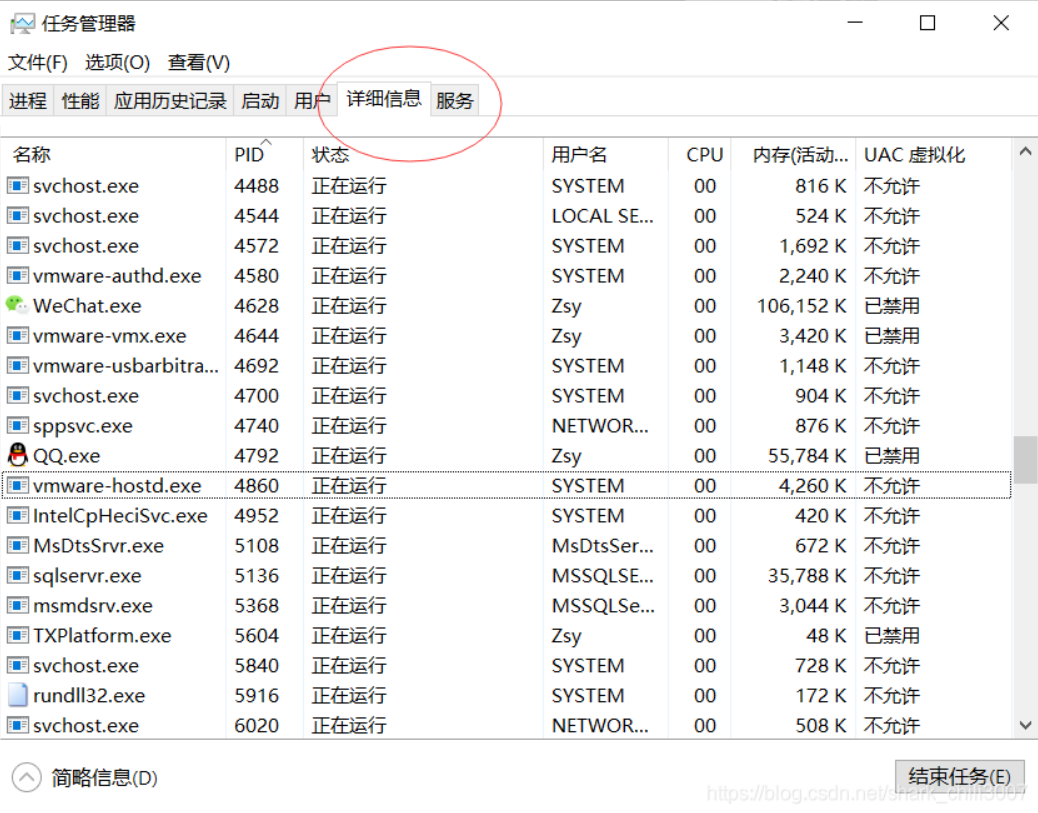 任务管理器
文件(F) 选项(O) 查看(V)
进程 性能 应用历史记录 启动 用户 详细信息 服务
名称 PID 状态 用户名 CPU 内存(活动... UAC 虚拟化
svchost.exe 4488 正在运行 SYSTEM 00 816 K 不允许
svchost.exe 4544 正在运行 LOCAL SE... 00 524 K 不允许
svchost.exe 4572 正在运行 SYSTEM 00 1,692 K 不允许
vmware-authd.exe 4580 正在运行 SYSTEM 00 2,240 K 不允许
WeChat.exe 4628 正在运行 Zsy 00 106,152 K 已禁用
vmware-vmx.exe 4644 正在运行 Zsy 00 3,420 K 已禁用
vmware-usbarbitra... 4692 正在运行 SYSTEM 00 1,148 K 不允许
svchost.exe 4700 正在运行 SYSTEM 00 904 K 不允许
sppsvc.exe 4740 正在运行 NETWOR... 00 876 K 不允许
QQ.exe 4792 正在运行 Zsy 00 55,784 K 已禁用
vmware-hostd.exe 4860 正在运行 SYSTEM 00 4,260 K 不允许
IntelCpHeciSvc.exe 4952 正在运行 SYSTEM 00 420 K 不允许
MsDtsSrvr.exe 5108 正在运行 MsDtsSer... 00 672 K 不允许
sqlservr.exe 5136 正在运行 MSSQLSE... 00 35,788 K 不允许
msmdsrv.exe 5368 正在运行 MSSQLSe... 00 3,044 K 不允许
TXPlatform.exe 5604 正在运行 Zsy 00 48 K 已禁用
svchost.exe 5840 正在运行 SYSTEM 00 728 K 不允许
rundll32.exe 5916 正在运行 SYSTEM 00 172 K 不允许
svchost.exe 6020 正在运行 NETWOR... 00 508 K 不允许
简略信息(D) 结束任务(E)